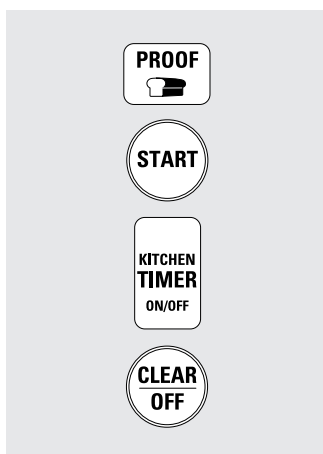 PROOF
START
KITCHEN
TIMER
ON/OFF
CLEAR
OFF